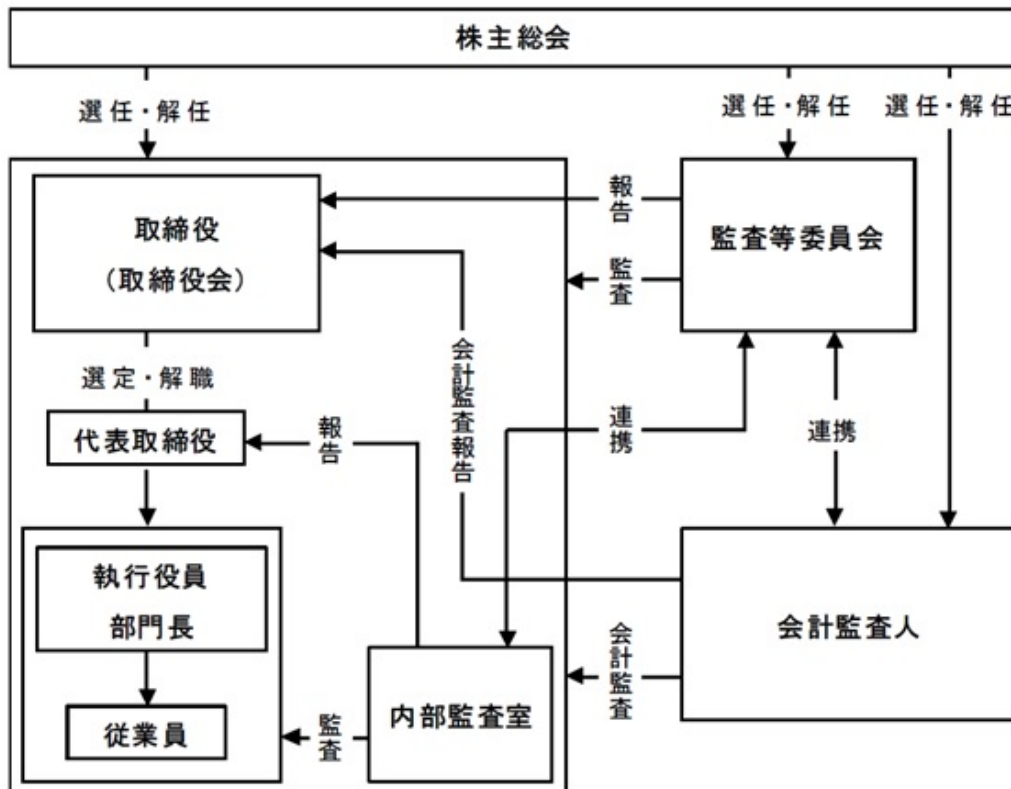 株主総会
選任・解任
選任・解任
選任・解任
取締役
(取締役会)
報告
監査等委員会
監査
会計監査報告
選定・解職
代表取締役
報告
連携
連携
執行役員
部門長
従業員
監査
内部監査室
会計監査
会計監査人